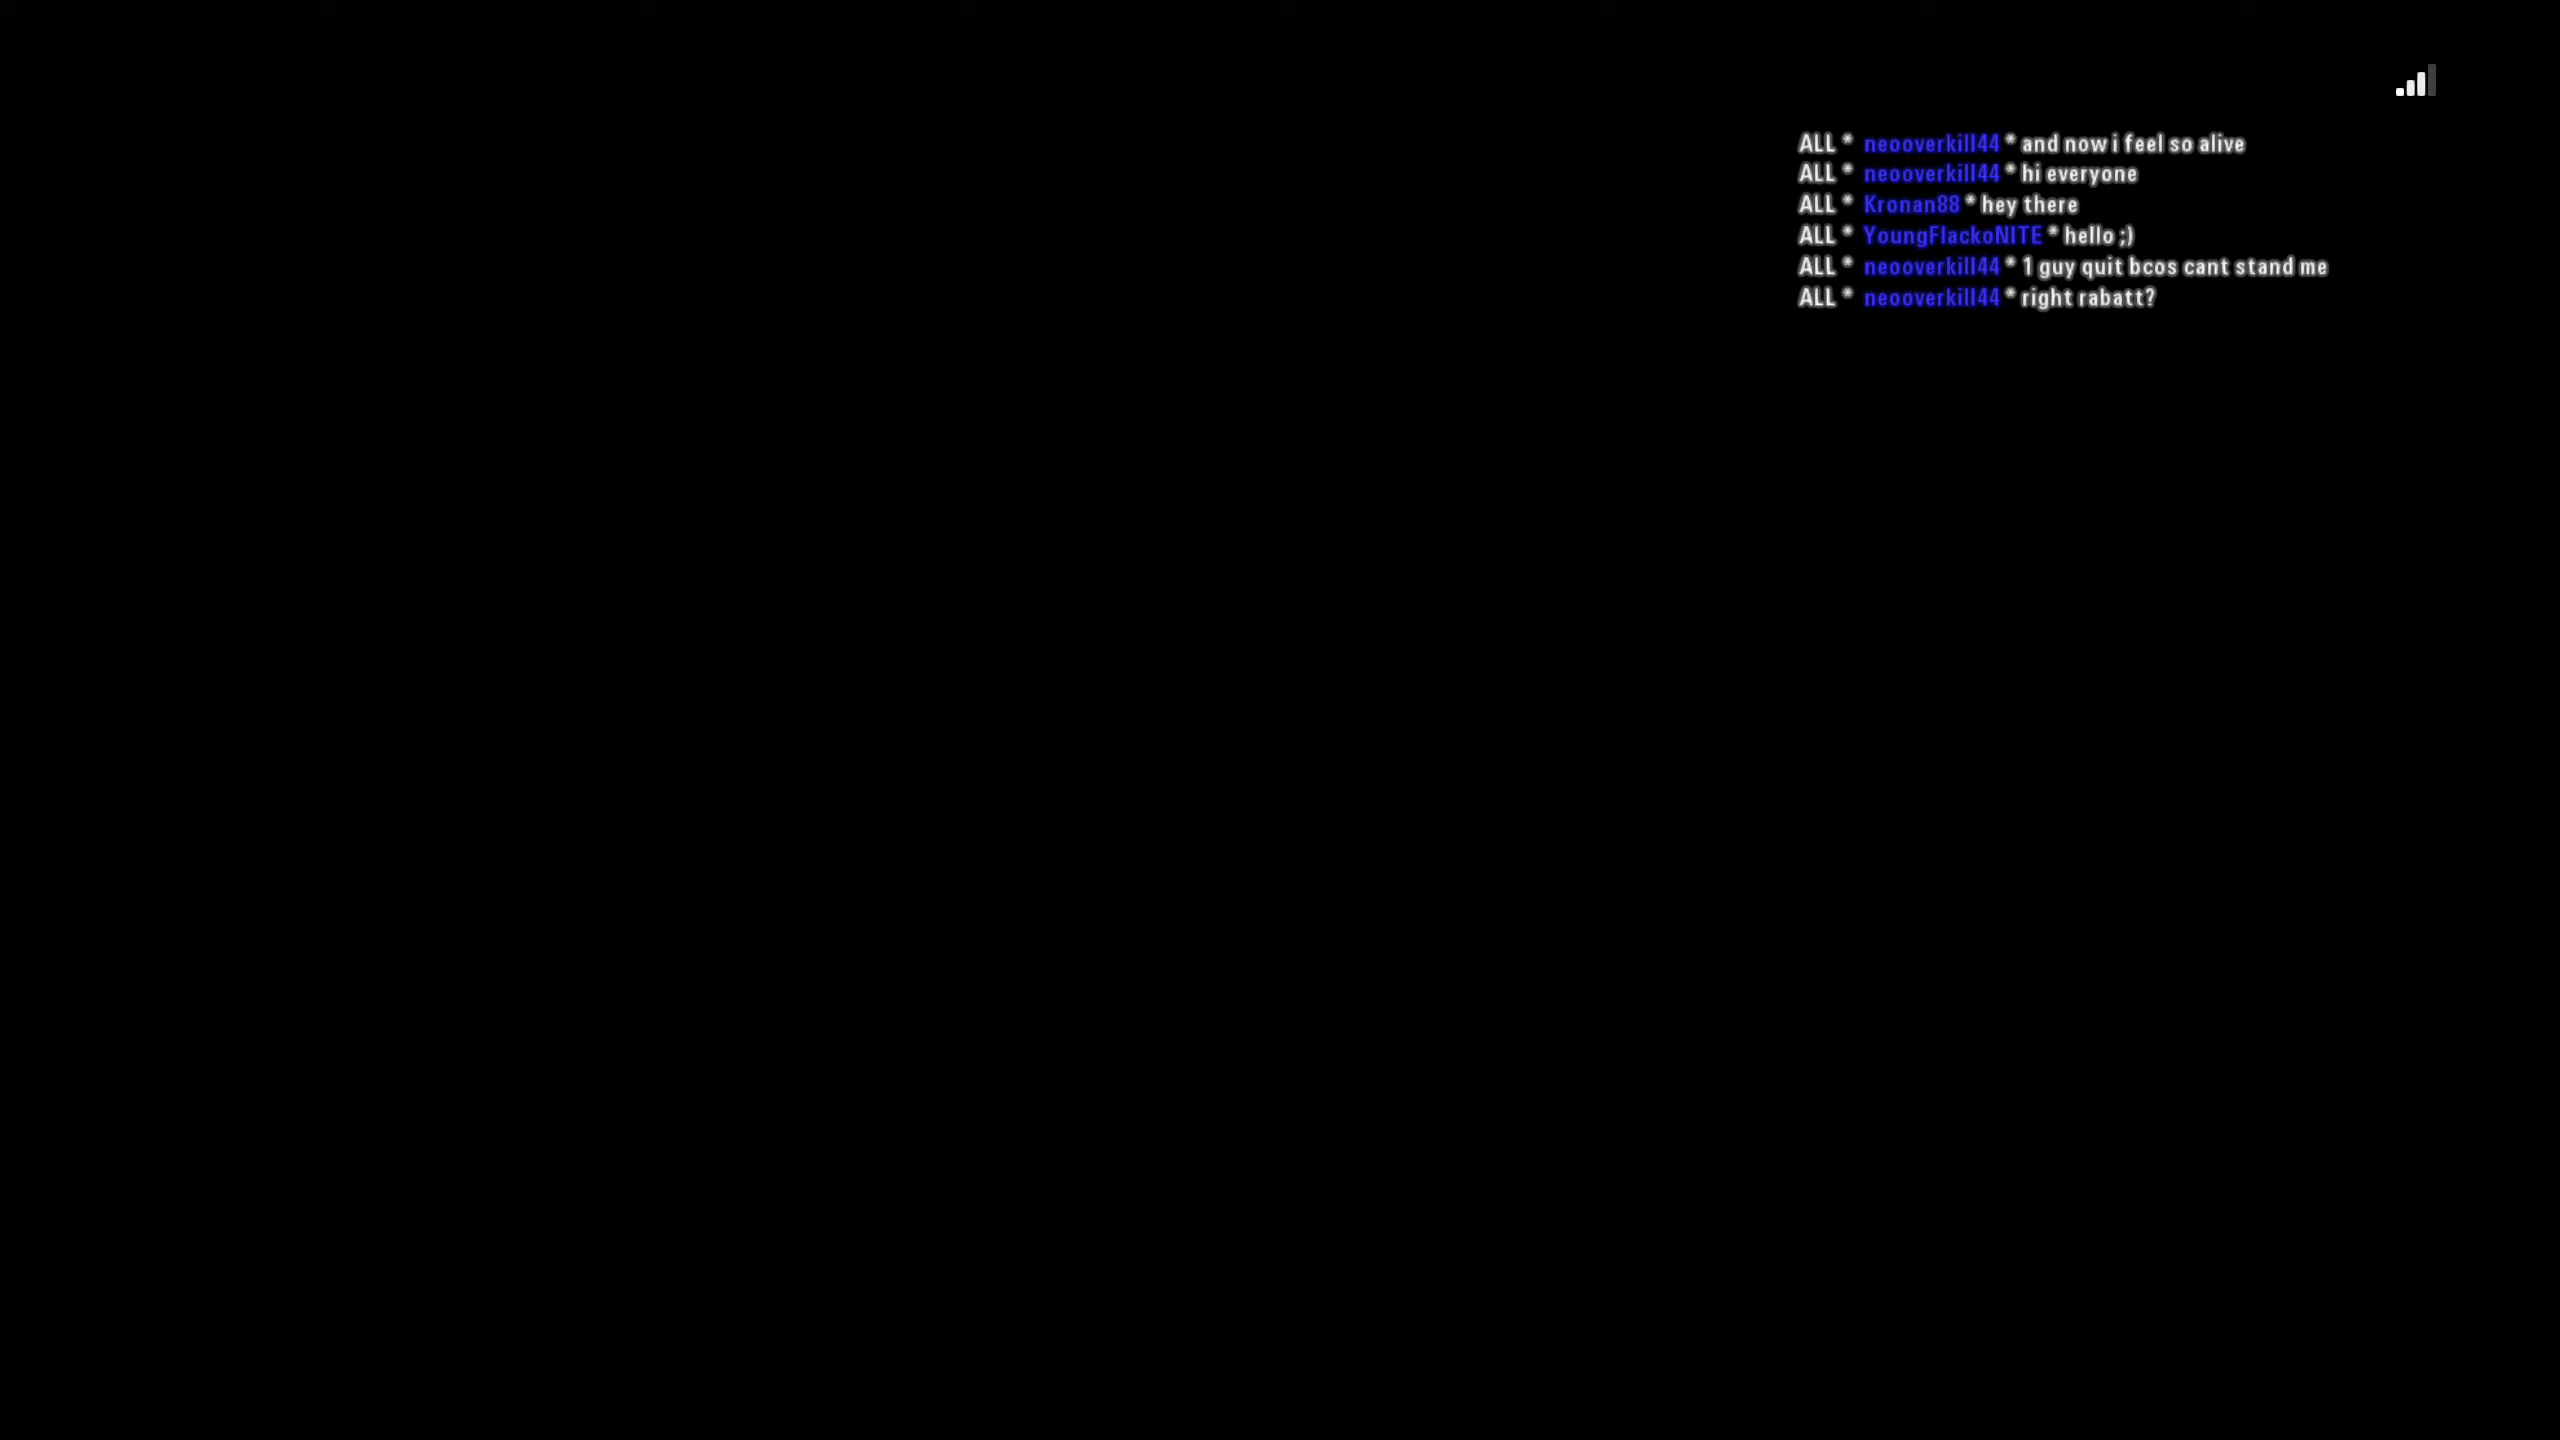 ALL * neooverkill44 * and now i feel so alive
ALL * neooverkill44 * hi everyone
ALL * Kronan88 * hey there
ALL * YoungFlackoNITE * hello ;)
ALL * neooverkill44 * 1 guy quit bcos cant stand me
ALL * neooverkill44 * right rabatt?